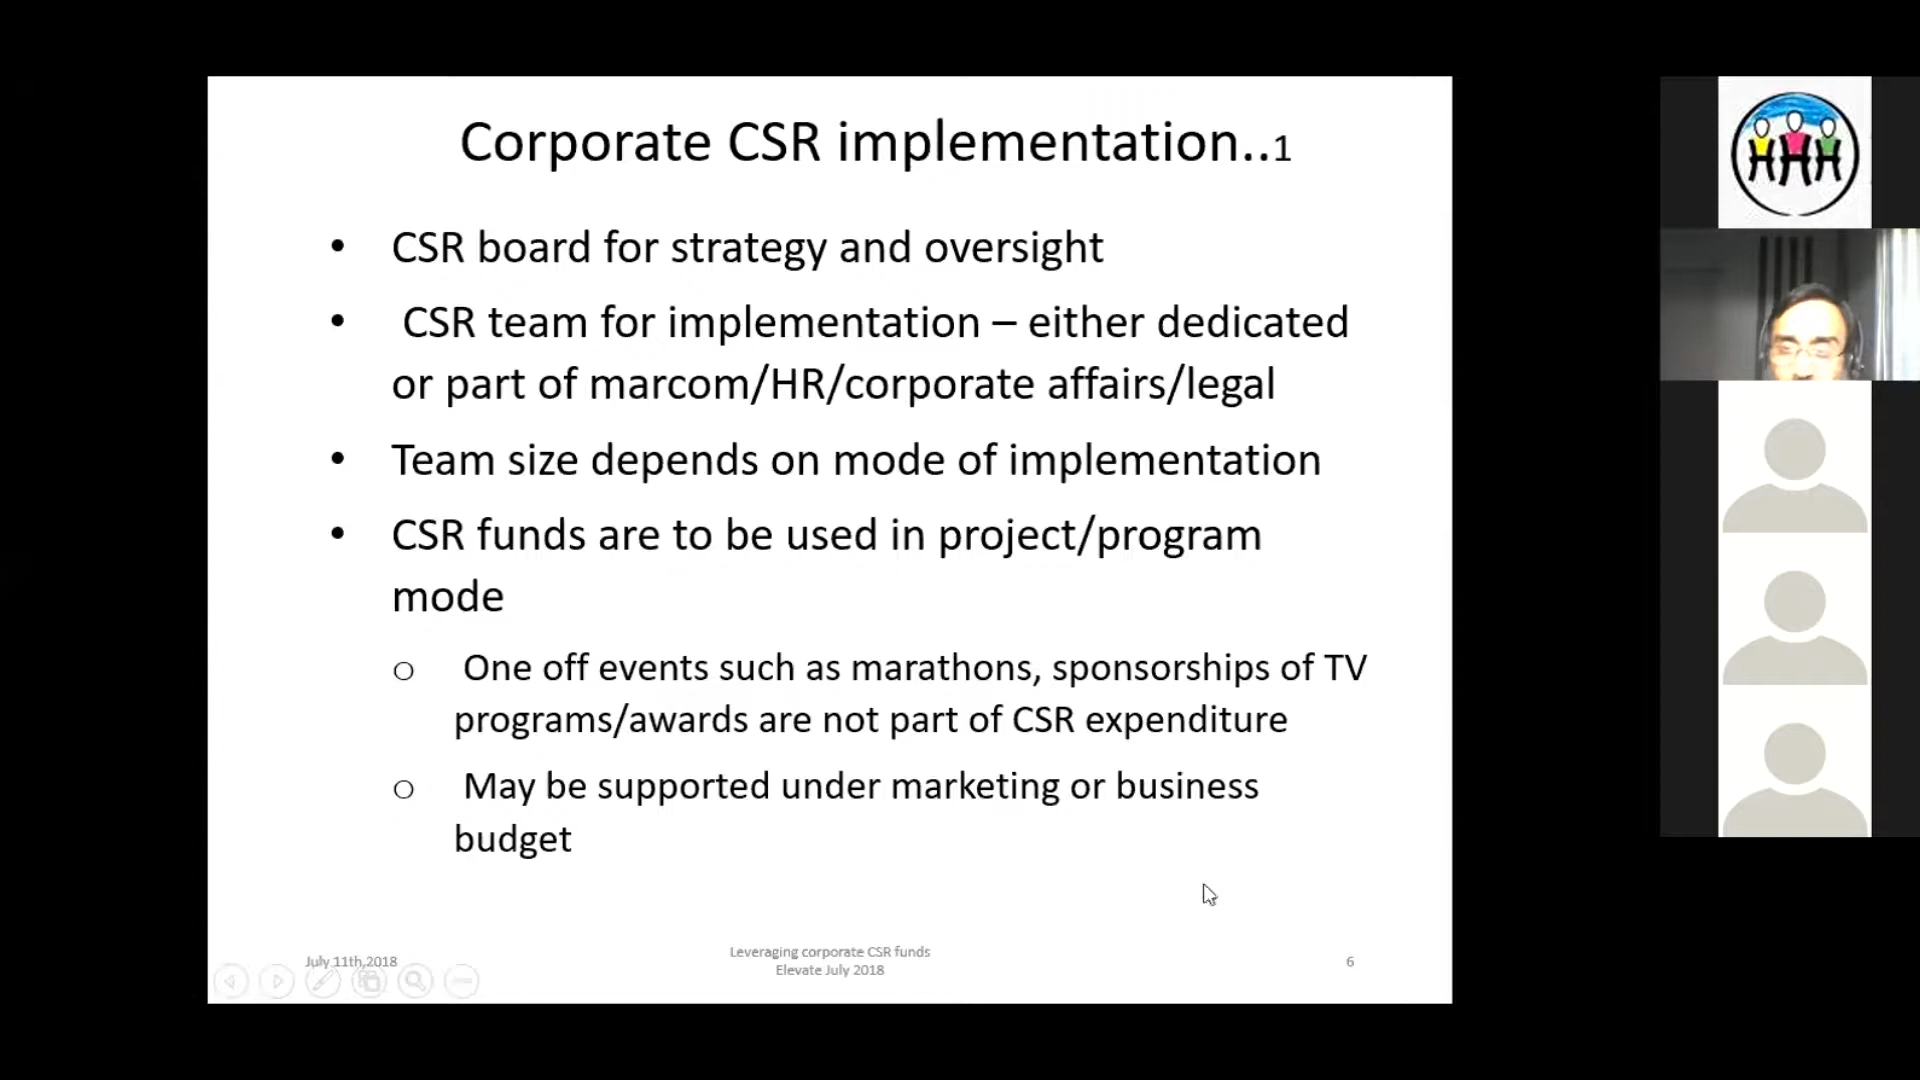 Corporate CSR implementation..1
• CSR board for strategy and oversight
• CSR team for implementation – either dedicated
or part of marcom/HR/corporate affairs/legal
• Team size depends on mode of implementation
• CSR funds are to be used in project/program
mode
o One off events such as marathons, sponsorships of TV
programs/awards are not part of CSR expenditure
o May be supported under marketing or business
budget
July 11th,2018
Leveraging corporate CSR funds
Elevate July 2018
6